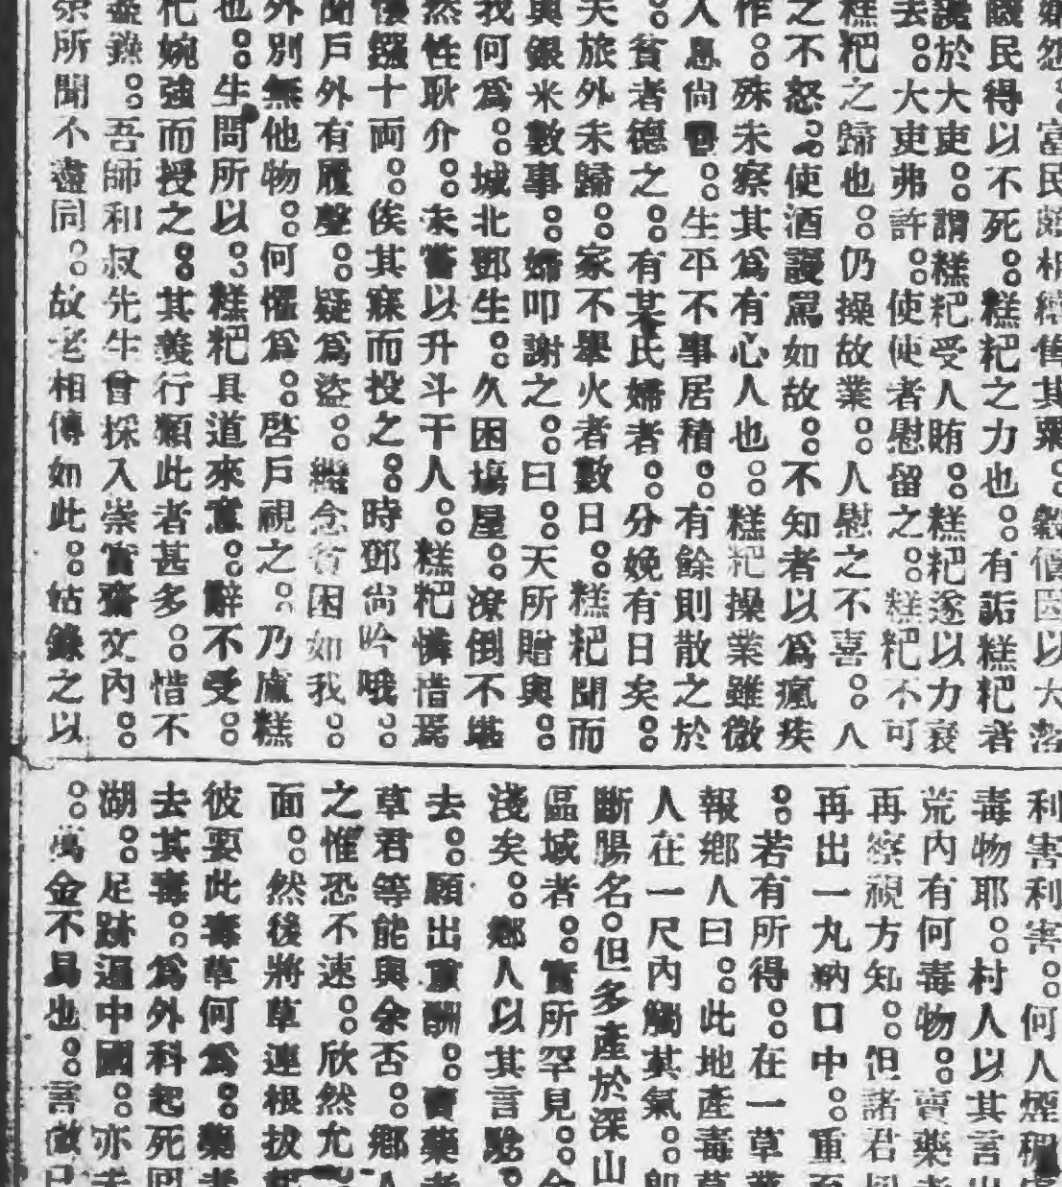 怨。富民相售其粟。穀價因以大落
饑民得以不死。糕杷之力也。有詬糕杷者
讒於大吏。謂糕杷受人賄。糕杷遂以力衰
去。大吏弗許。使使者慰留之。糕杷不可
糕杷之歸也。仍操故業。人慰之不喜。人
之不怒。使酒謾罵如故。不知者以爲瘋疾
作。殊未察其爲有心人也。糕杷操業雖微
人息尚豐。生平不事居積。有餘則散之於
。貧者德之。有某氏婦者。分娩有日矣。
夫旅外未歸。家不舉火者數日。糕杷聞而
與銀米數事。婦叩謝之。曰。天所贈與。
我何爲。城北鄧生。久困塲屋。潦倒不堪
然性耿介。未嘗以升斗干人。糕杷憐惜焉
懷鏹十兩。俟其寐而投之。時鄧尚吟哦。
聞戶外有履聲。疑爲盜。繼念貧困如我。
外別無他物。何懼爲。啓戶視之。乃盧糕
也。生問所以。糕杷具道來意。辭不受。
杷婉強而授之。其義行類此者甚多。惜不
盡錄。吾師和叔先生曾採入崇實齋文內。
余所聞不盡同。故老相傳如此。姑錄之以
利害利害。何人煙稠
毒物耶。村人以其言出
荒內有何毒物。賣藥者
再察視方知。但諸君
再出一丸納口中。重
。若有所得。在一草叢
報鄉人曰。此地產毒草
人在一尺內觸其氣。卽
斷腸名。但多產於深山
區域者。實所罕見。今
淺矣。鄉人以其言
去。願出重酬。賣藥者
草君等能與余否。鄉人
之惟恐不速。欣然允
面。然後將草連根拔
彼要此毒草何爲。藥者
去其毒。爲外科起死回
湖。足跡遍中國。亦未
。萬金不易也。言